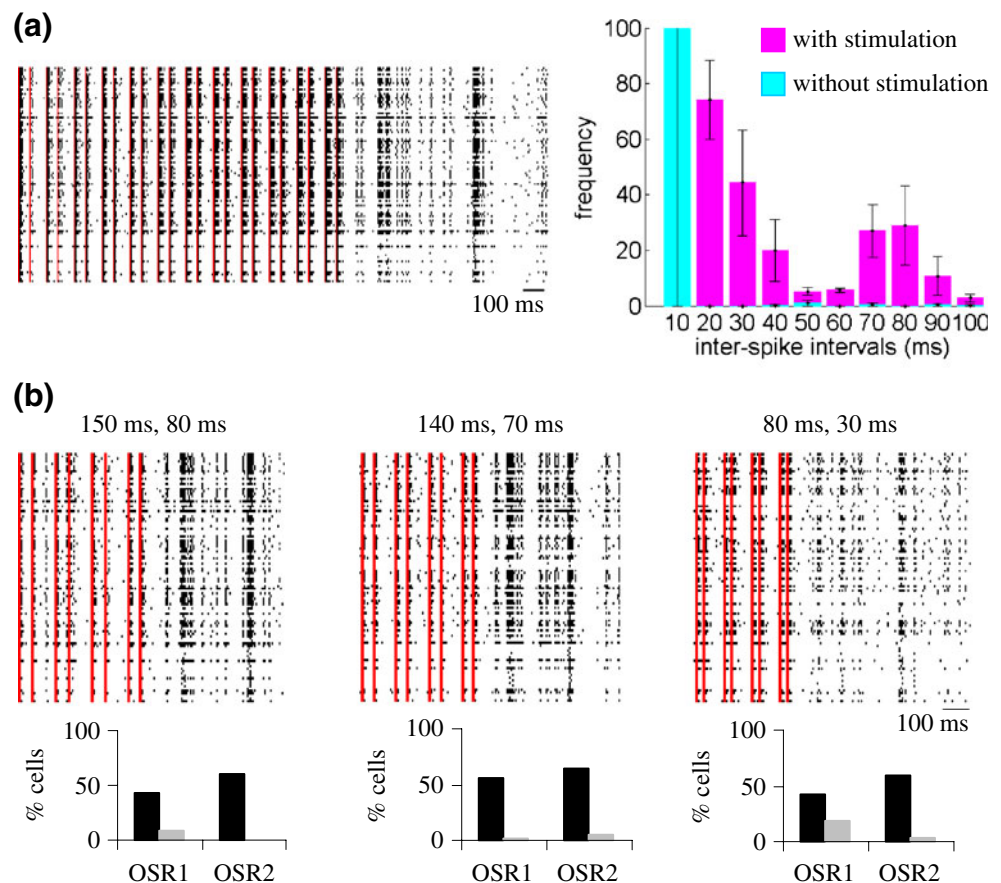 (a)
100 ms
100
80
60
40
20
0
frequency
with stimulation
without stimulation
10 20 30 40 50 60 70 80 90 100
inter-spike intervals (ms)
(b)
150 ms, 80 ms
140 ms, 70 ms
80 ms, 30 ms
100 ms
100
50
0
% cells
OSR1 OSR2
100
50
0
% cells
OSR1 OSR2
100
50
0
% cells
OSR1 OSR2